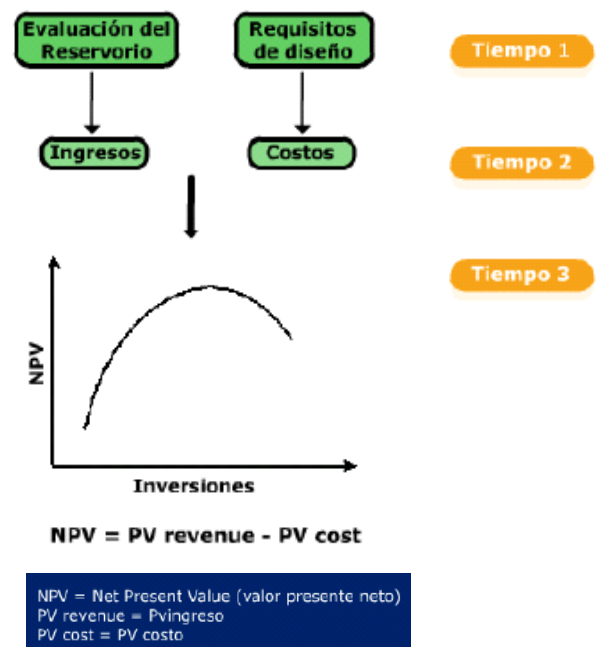 Evaluación del
Reservorio
Requisitos
de diseño
Tiempo 1
Ingresos
Costos
Tiempo 2
Tiempo 3
NPV
Inversiones
NPV = PV revenue - PV cost
NPV = Net Present Value (valor presente neto)
PV revenue = Pvingreso
PV cost = PV costo